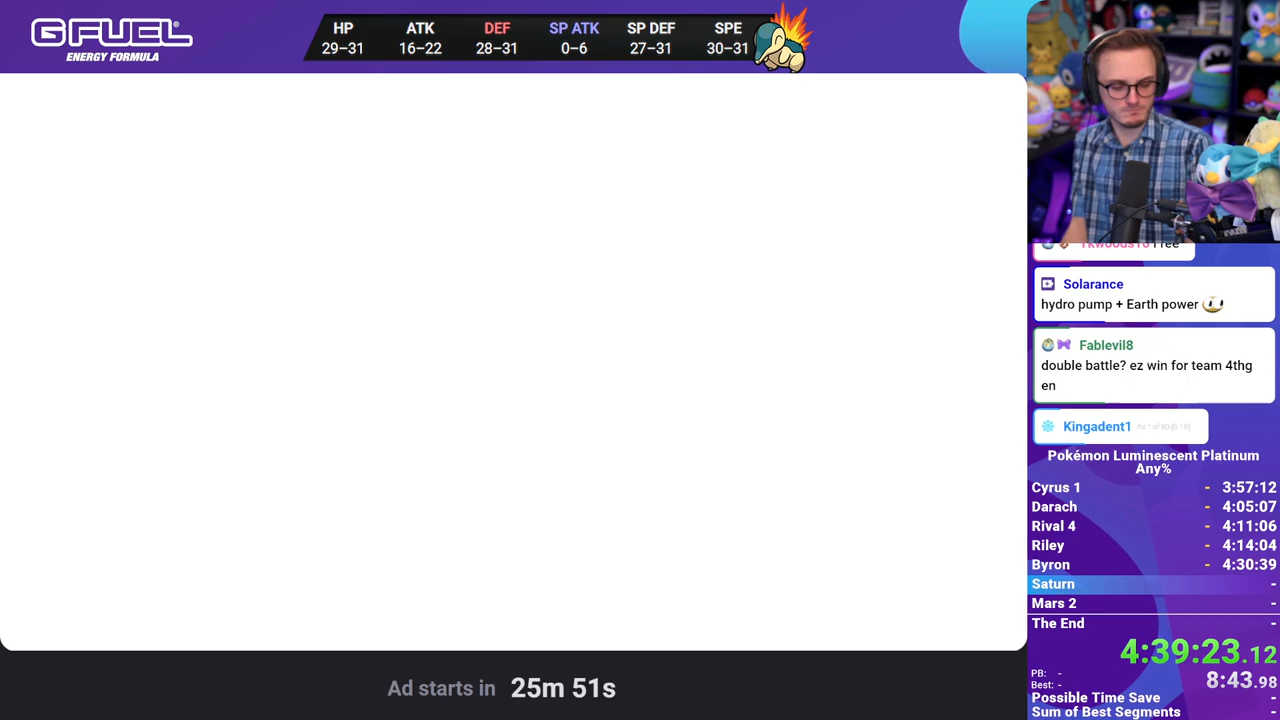 G FUEL®
ENERGY FORMULA
HP ATK DEF SP ATK SP DEF SPE
29–31 16–22 28–31 0–6 27–31 30–31
Free
Solarance
hydro pump + Earth power
Fablevil8
double battle? ez win for team 4thg
en
Kingadent1
Pokémon Luminescent Platinum
Any%
Cyrus 1 - 3:57:12
Darach - 4:05:07
Rival 4 - 4:11:06
Riley - 4:14:04
Byron - 4:30:39
Saturn -
Mars 2 -
The End -
4:39:23.12
PB: -
Best: -
8:43.98
Possible Time Save -
Sum of Best Segments -
Ad starts in 25m 51s